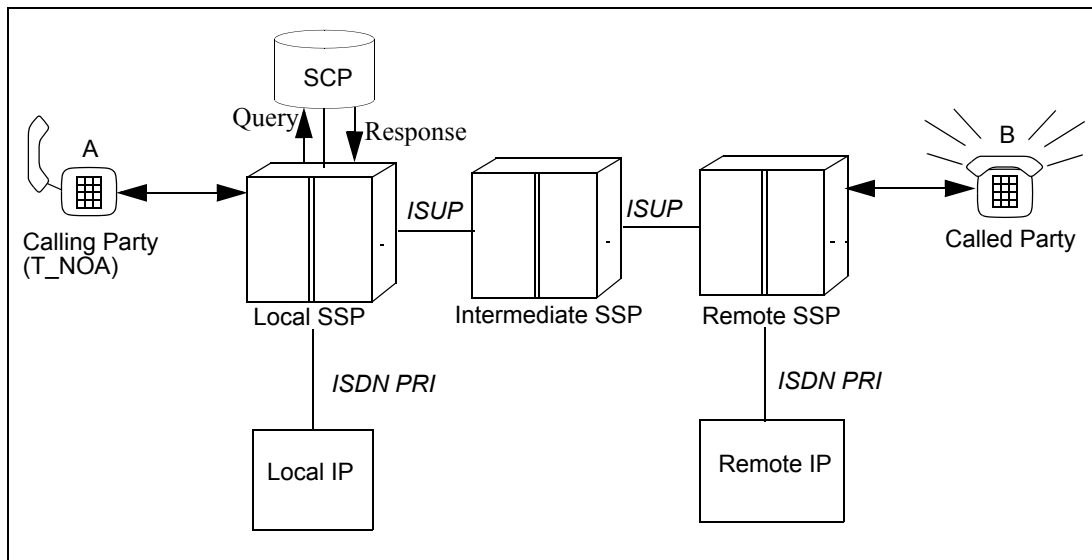 SCP
Query
Response
A
B
ISUP
ISUP
Calling Party
(T_NOA)
Called Party
Local SSP
Intermediate SSP
Remote SSP
ISDN PRI
ISDN PRI
Local IP
Remote IP